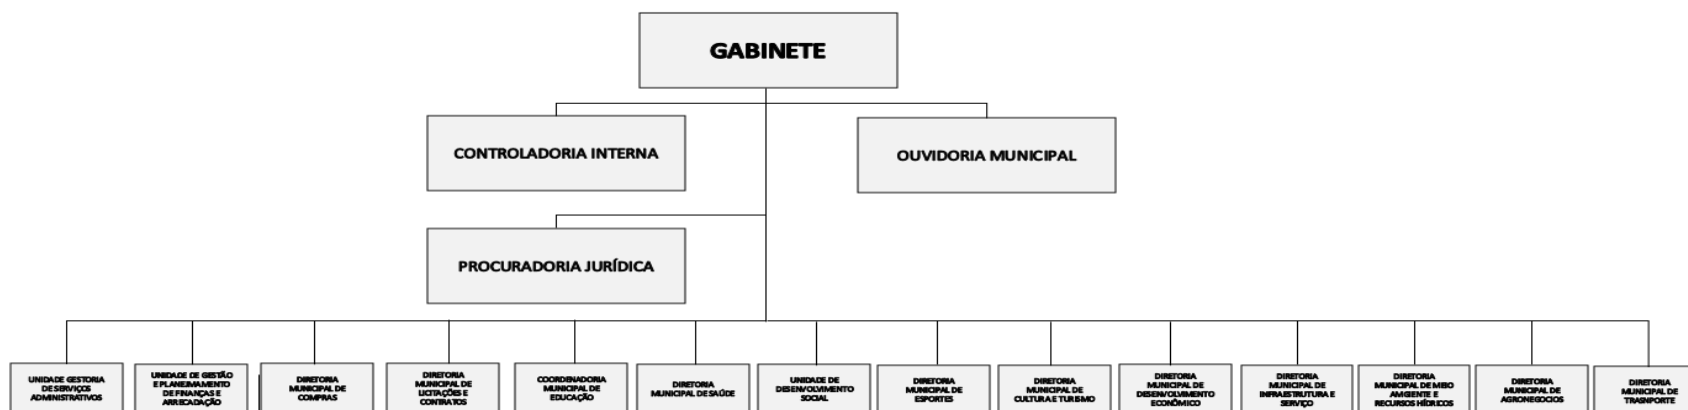 GABINETE
CONTROLADORIA INTERNA
OUVIDORIA MUNICIPAL
PROCURADORIA JURÍDICA
UNIDADE GESTORIA
DE SERVIÇOS
ADMINISTRATIVOS
UNIDADE DE GESTÃO
E PLANEJAMAMENTO
DE FINANÇAS E
ARRECADAÇÃO
DIRETORIA
MUNICIPAL DE
COMPRAS
DIRETORIA
MUNICIPAL DE
LICITAÇÕES E
CONTRATOS
COORDENADORIA
MUNICIPAL DE
EDUCAÇÃO
DIRETORIA
MUNICIPAL DE SAÚDE
UNIDADE DE
DESENVOLVIMENTO
SOCIAL
DIRETORIA
MUNICIPAL DE
ESPORTES
DIRETORIA
MUNICIPAL DE
CULTURA E TURISMO
DIRETORIA
MUNICIPAL DE
DESENVOLVIMENTO
ECONÔMICO
DIRETORIA
MUNICIPAL DE
INFRAESTRUTURA E
SERVIÇO
DIRETORIA
MUNICIPAL DE MEIO
AMGIENTE E
RECURSOS HÍDRICOS
DIRETORIA
MUNICIPAL DE
AGRONEGOCIOS
DIRETORIA
MUNICIPAL DE
TRASNPORTE